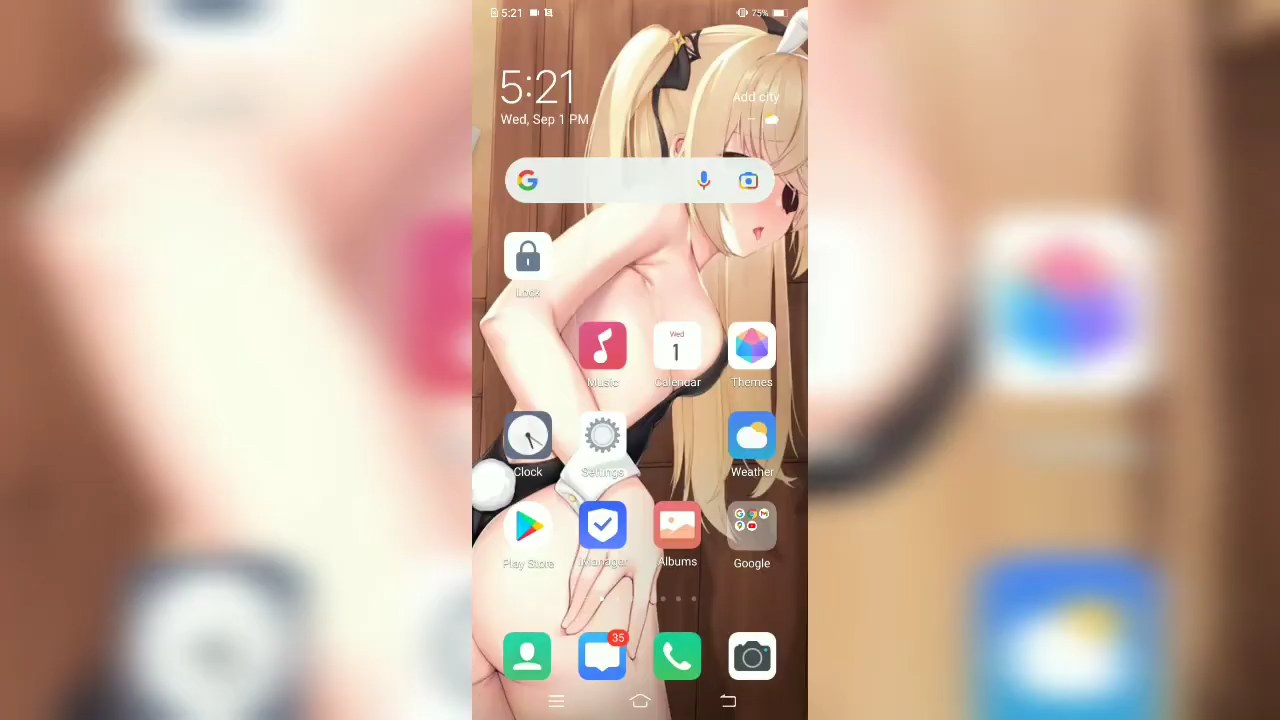 5:21
75%
5:21
Wed, Sep 1 PM
Add city
Lock
Wed
1
Music
Calendar
Themes
Clock
Settings
Weather
Play Store
iManager
Albums
Google
35